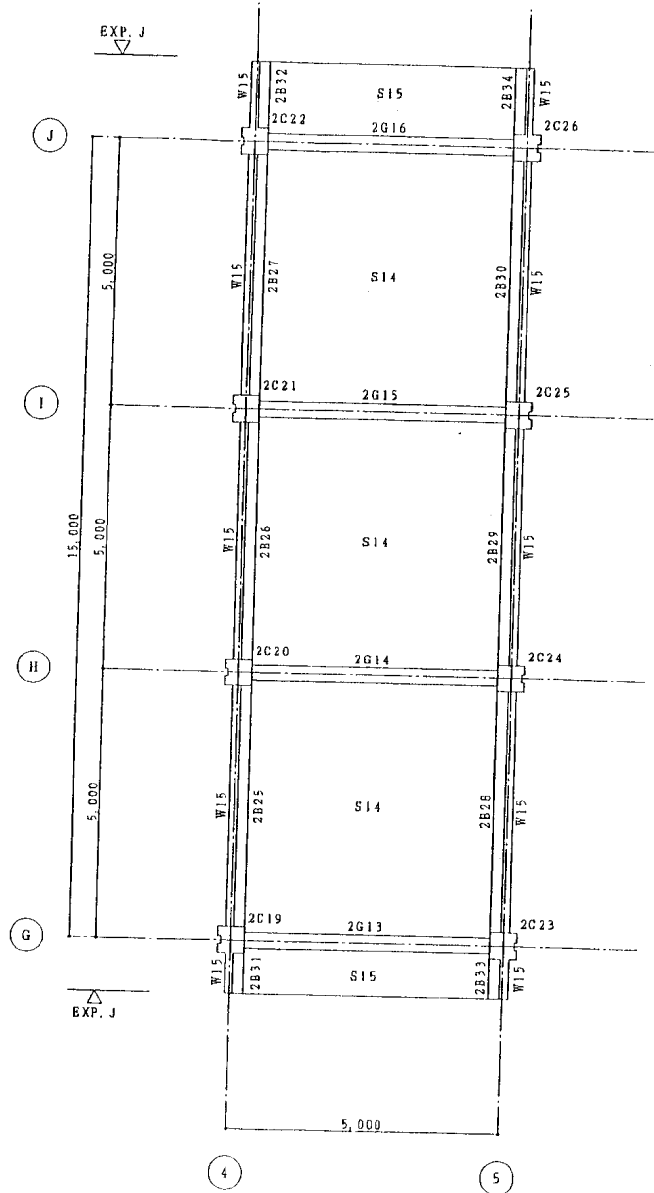 EXP. J
W15
2B32
S15
2B34
W15
J
2C22
2G16
2C26
5,000
W15
2B27
S14
2B30
W15
I
2C21
2G15
2C25
15,000
5,000
W15
2B26
S14
2B29
W15
H
2C20
2G14
2C24
5,000
W15
2B25
S14
2B28
W15
G
2C19
2G13
2C23
W15
2B31
S15
2B33
W15
EXP. J
5,000
4
5